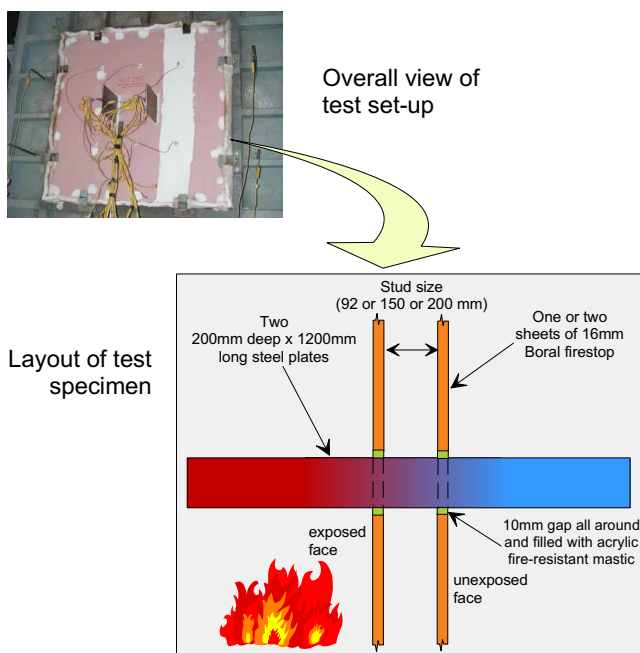 Overall view of
test set-up
Layout of test
specimen
Stud size
(92 or 150 or 200 mm)
Two
200mm deep x 1200mm
long steel plates
One or two
sheets of 16mm
Boral firestop
exposed
face
10mm gap all around
and filled with acrylic
fire-resistant mastic
unexposed
face